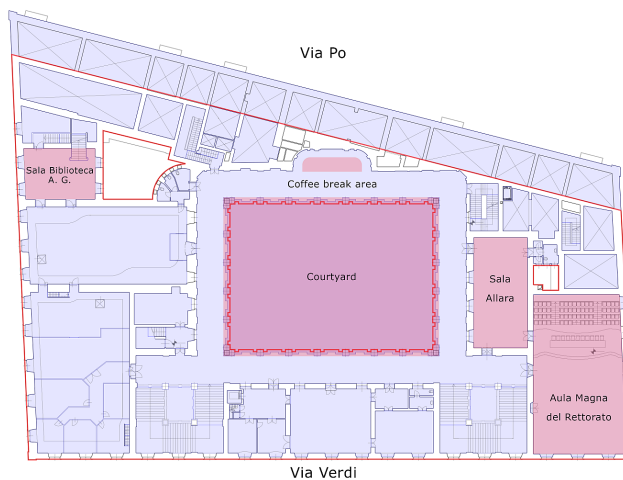 Via Po
Sala Biblioteca
A. G.
Coffee break area
Courtyard
Sala
Allara
Aula Magna
del Rettorato
Via Verdi